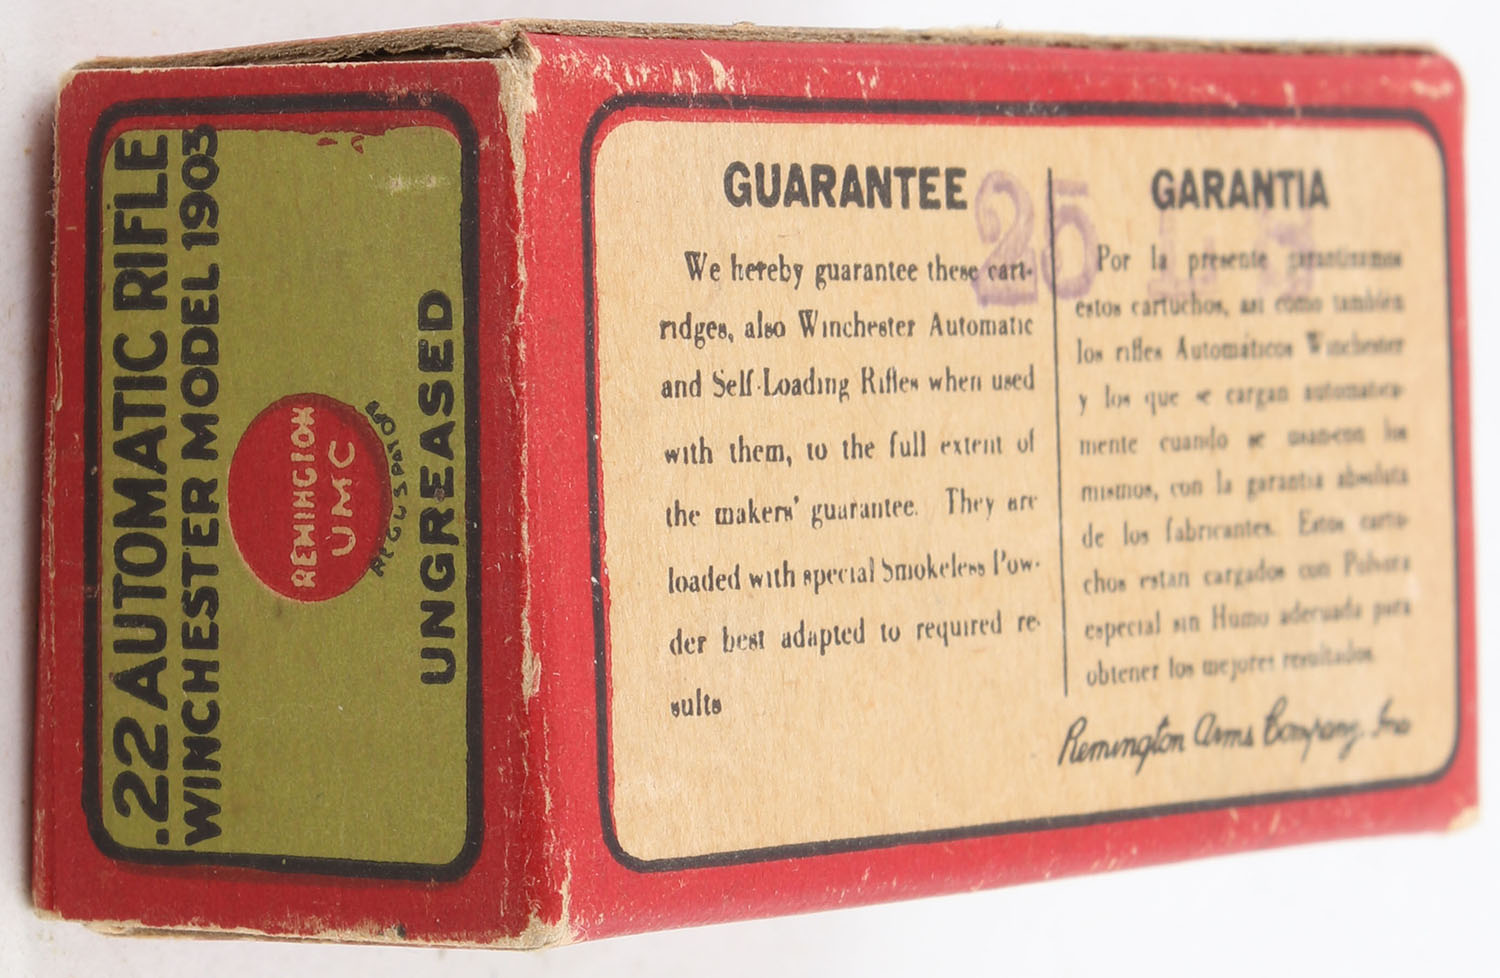 .22 AUTOMATIC RIFLE
WINCHESTER MODEL 1903
REMINGTON
UMC
REG U S PAT OFF
UNGREASED
GUARANTEE
We hereby guarantee these cart-
ridges, also Winchester Automatic
and Self-Loading Rifles when used
with them, to the full extent of
the makers' guarantee. They are
loaded with special Smokeless Pow-
der best adapted to required re-
sults
25
GARANTIA
Por la presente garantizamos
estos cartuchos, asi como también
los rifles Automáticos Winchester
y los que se cargan automatica-
mente cuando se usan con los
mismos, con la garantia absoluta
de los fabricantes. Estos cartu-
chos estan cargados con Polvora
especial sin Humo adecuada para
obtener los mejores resultados
Remington Arms Company, Inc